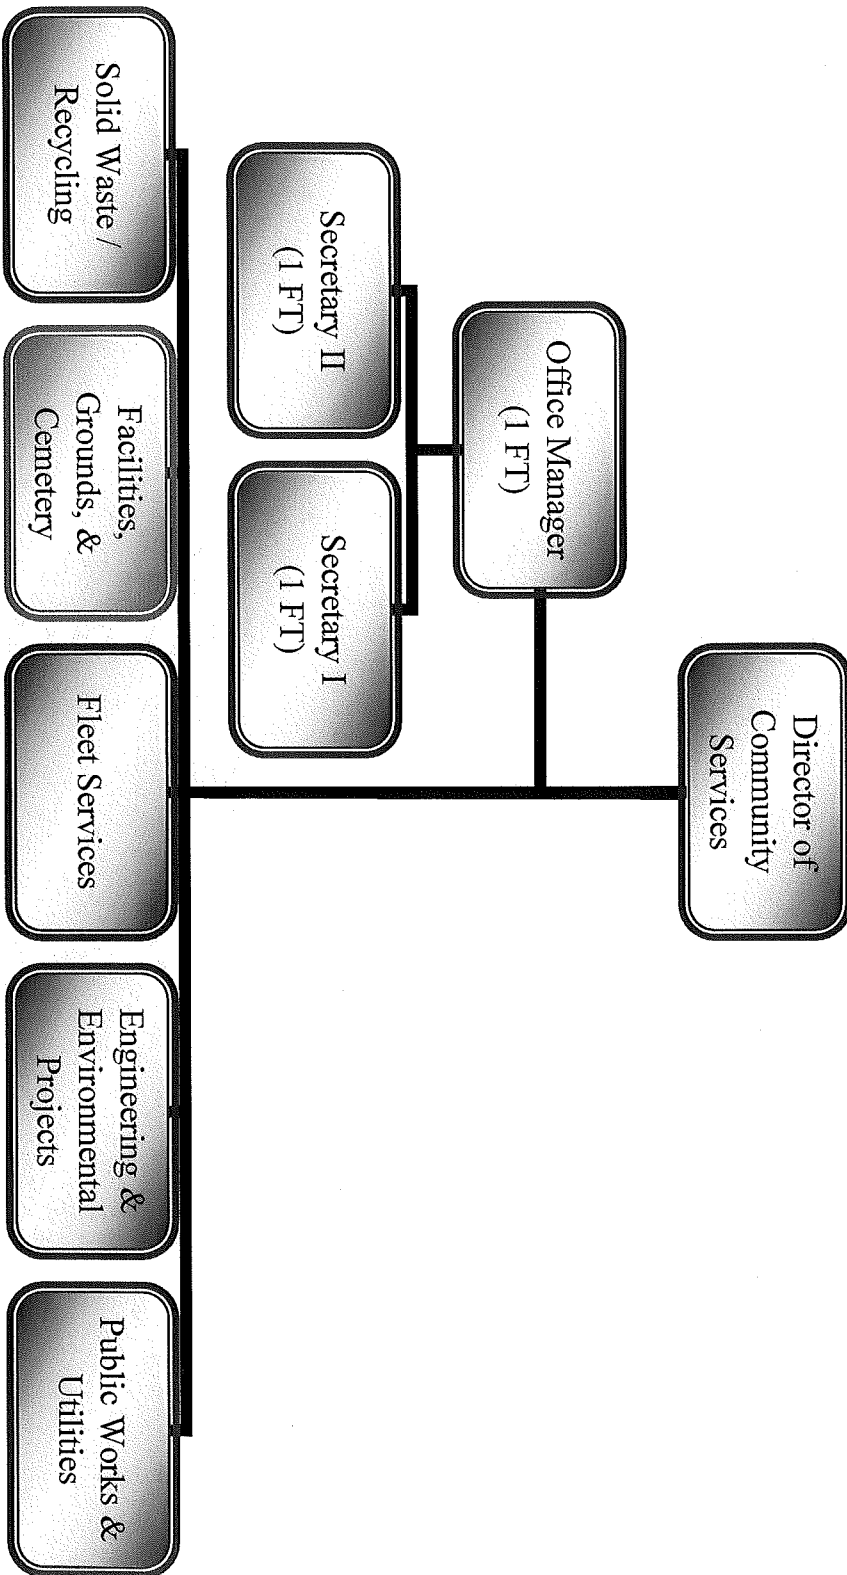 Director of
Community
Services
Office Manager
(1 FT)
Secretary II
(1 FT)
Secretary I
(1 FT)
Solid Waste /
Recycling
Facilities,
Grounds, &
Cemetery
Fleet Services
Engineering &
Environmental
Projects
Public Works &
Utilities